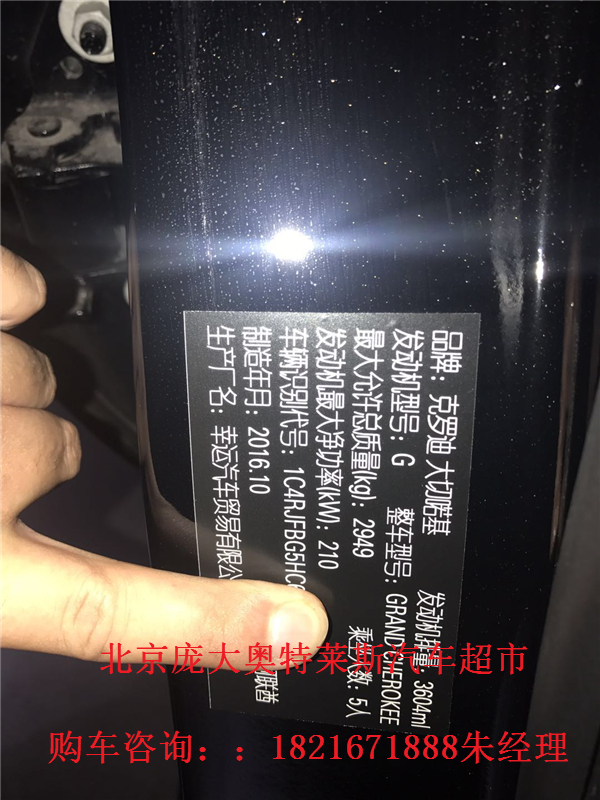 品牌：克罗迪 大切喏基 发动机排量：3604ml
发动机型号：G 整车型号：GRAND CHEROKEE
最大允许总质量(kg)：2949 乘坐人数：5人
发动机最大净功率(kW)：210
车辆识别代号：1C4RJFBG5HC
制造年月：2016.10
生产厂名：幸运汽车贸易有限公
北京庞大奥特莱斯汽车超市
购车咨询：：1821671888朱经理